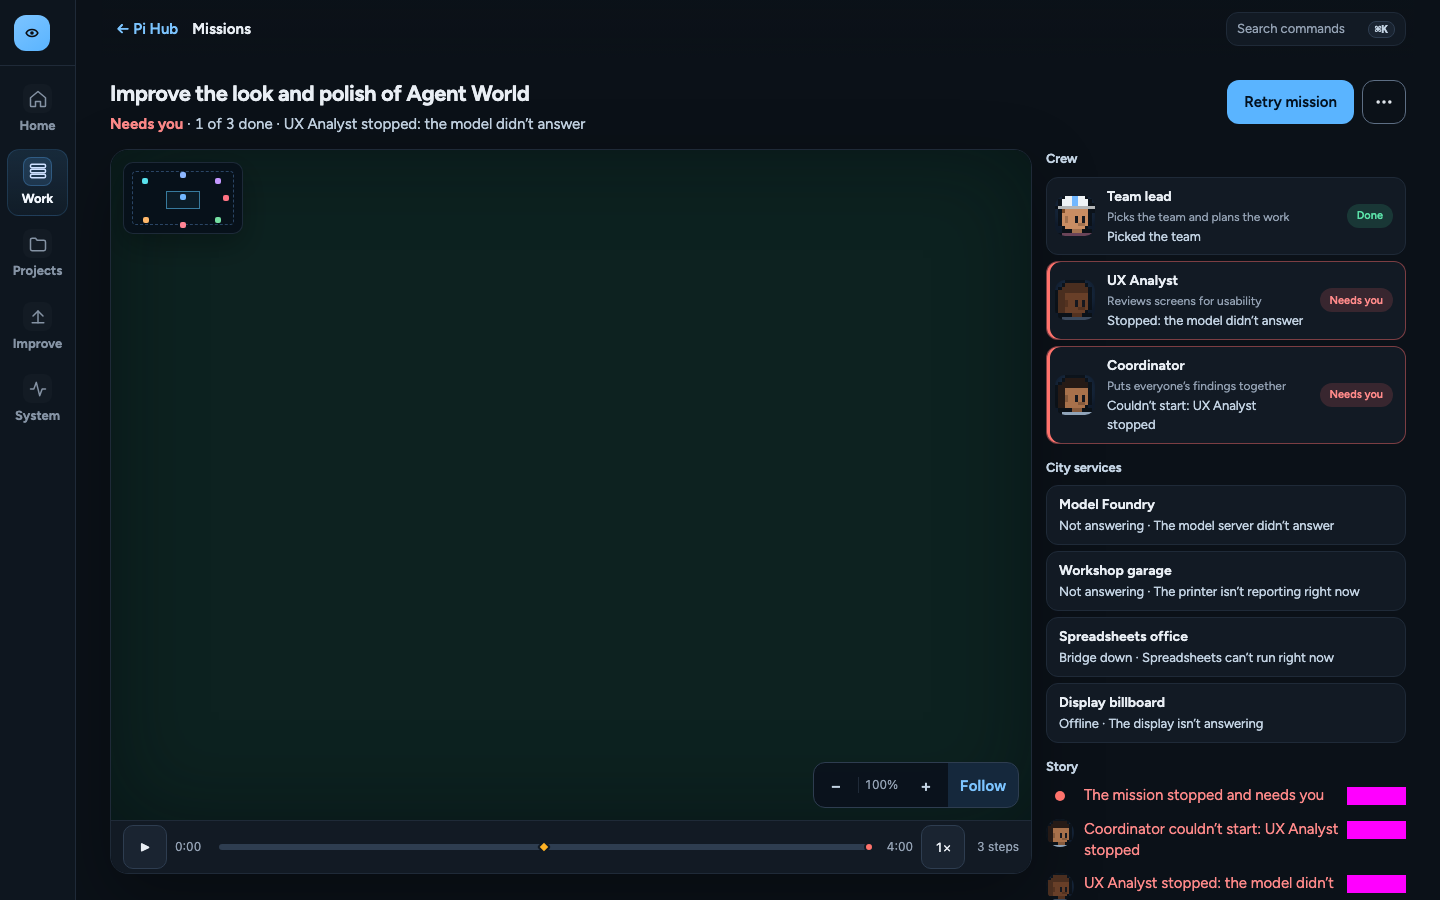 ← Pi Hub Missions
Search commands ⌘K
Home
Work
Projects
Improve
System
Improve the look and polish of Agent World
Needs you · 1 of 3 done · UX Analyst stopped: the model didn’t answer
Retry mission
− 100% + Follow
0:00
4:00
1×
3 steps
Crew
Team lead
Picks the team and plans the work
Picked the team
Done
UX Analyst
Reviews screens for usability
Stopped: the model didn’t answer
Needs you
Coordinator
Puts everyone’s findings together
Couldn’t start: UX Analyst
stopped
Needs you
City services
Model Foundry
Not answering · The model server didn’t answer
Workshop garage
Not answering · The printer isn’t reporting right now
Spreadsheets office
Bridge down · Spreadsheets can’t run right now
Display billboard
Offline · The display isn’t answering
Story
The mission stopped and needs you
Coordinator couldn’t start: UX Analyst
stopped
UX Analyst stopped: the model didn’t